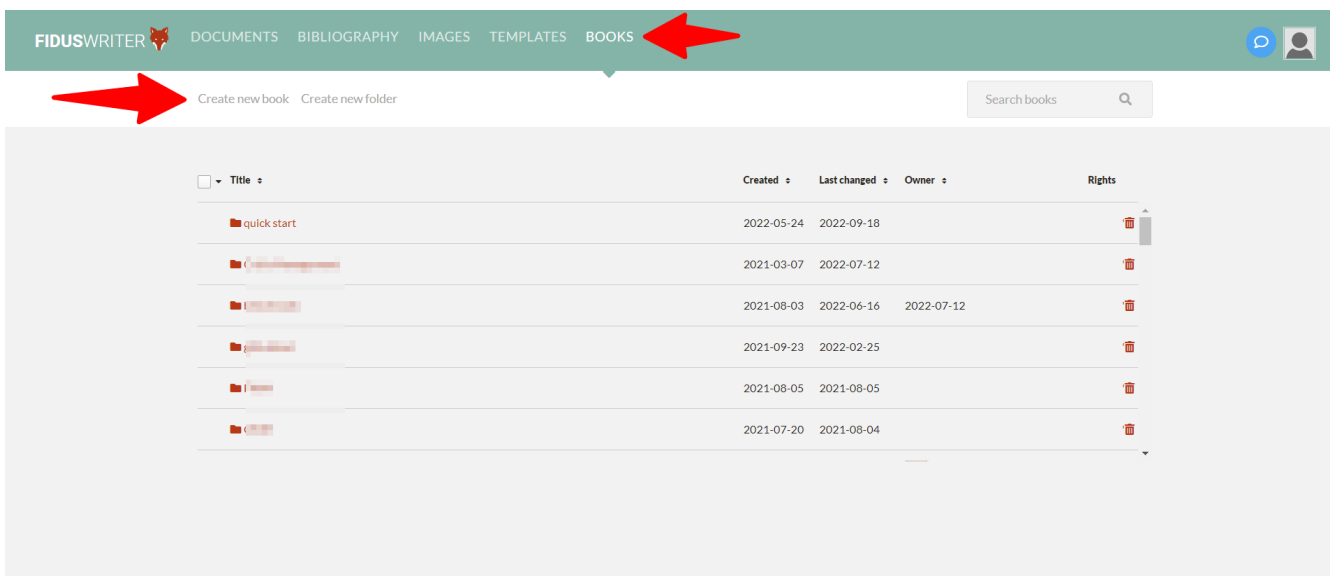 FIDUSWRITER DOCUMENTS BIBLIOGRAPHY IMAGES TEMPLATES BOOKS
Create new book Create new folder Search books
Title Created Last changed Owner Rights
quick start 2022-05-24 2022-09-18
2021-03-07 2022-07-12
2021-08-03 2022-06-16 2022-07-12
2021-09-23 2022-02-25
2021-08-05 2021-08-05
2021-07-20 2021-08-04